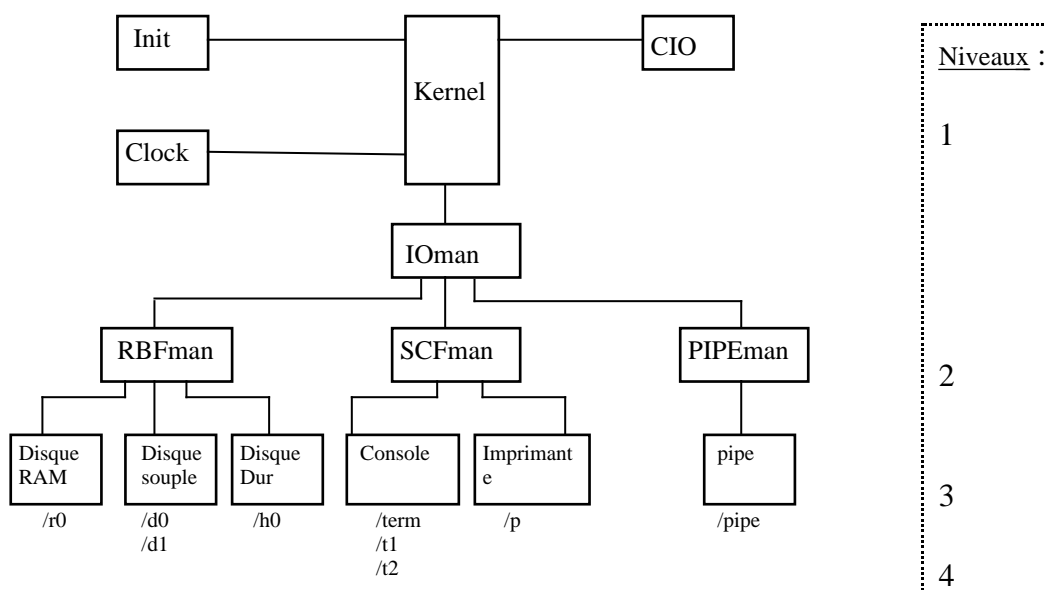 Init
CIO
Kernel
Clock
IOman
RBFman
SCFman
PIPEman
Disque
RAM
Disque
souple
Disque
Dur
Console
Imprimant
e
pipe
/r0
/d0
/d1
/h0
/term
/t1
/t2
/p
/pipe
Niveaux :
1
2
3
4